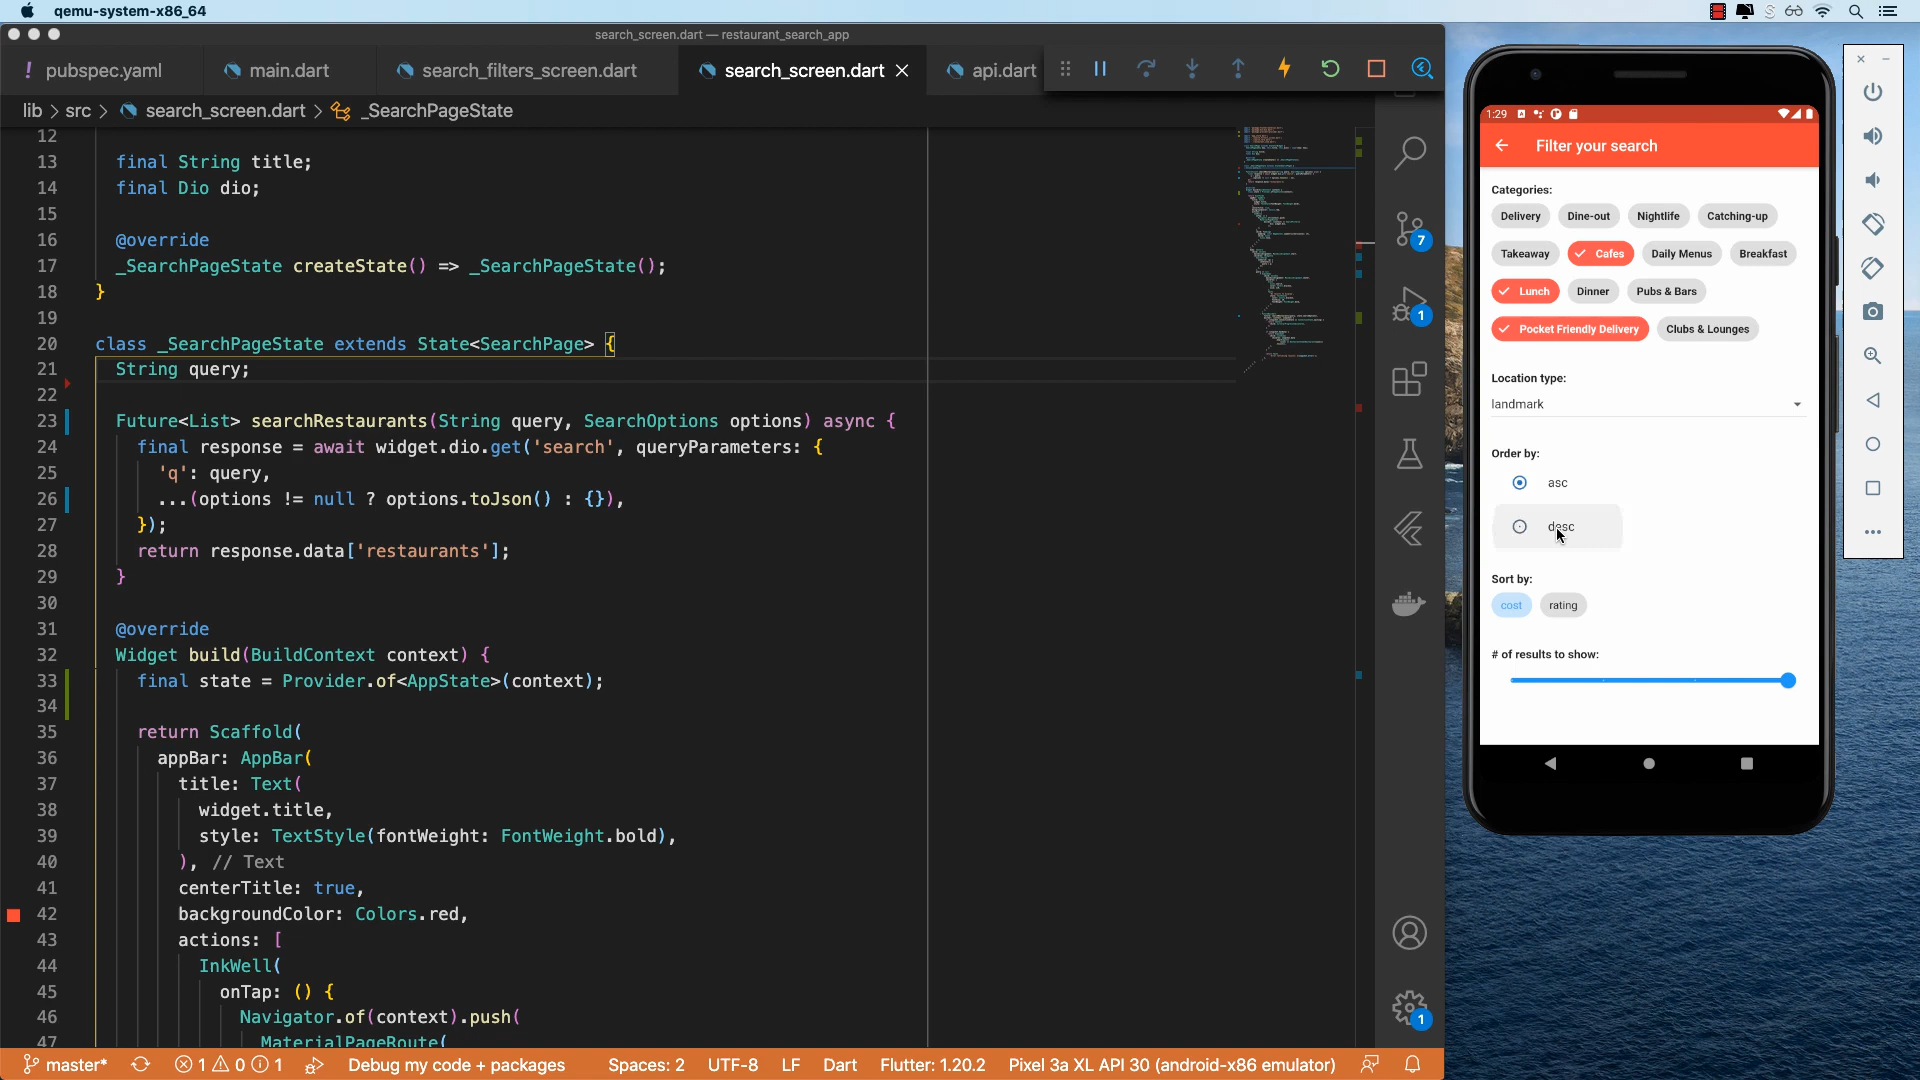 qemu-system-x86_64
search_screen.dart — restaurant_search_app
! pubspec.yaml
main.dart
search_filters_screen.dart
search_screen.dart
api.dart
lib > src > search_screen.dart > _SearchPageState
12
13 final String title;
14 final Dio dio;
15
16 @override
17 _SearchPageState createState() => _SearchPageState();
18 }
19
20 class _SearchPageState extends State<SearchPage> {
21 String query;
22
23 Future<List> searchRestaurants(String query, SearchOptions options) async {
24 final response = await widget.dio.get('search', queryParameters: {
25 'q': query,
26 ...(options != null ? options.toJson() : {}),
27 });
28 return response.data['restaurants'];
29 }
30
31 @override
32 Widget build(BuildContext context) {
33 final state = Provider.of<AppState>(context);
34
35 return Scaffold(
36 appBar: AppBar(
37 title: Text(
38 widget.title,
39 style: TextStyle(fontWeight: FontWeight.bold),
40 ), // Text
41 centerTitle: true,
42 backgroundColor: Colors.red,
43 actions: [
44 InkWell(
45 onTap: () {
46 Navigator.of(context).push(
47 MaterialPageRoute(
7
1
1
master*
1 0 1
Debug my code + packages
Spaces: 2
UTF-8
LF
Dart
Flutter: 1.20.2
Pixel 3a XL API 30 (android-x86 emulator)
1:29
Filter your search
Categories:
Delivery
Dine-out
Nightlife
Catching-up
Takeaway
Cafes
Daily Menus
Breakfast
Lunch
Dinner
Pubs & Bars
Pocket Friendly Delivery
Clubs & Lounges
Location type:
landmark
Order by:
asc
desc
Sort by:
cost
rating
# of results to show: